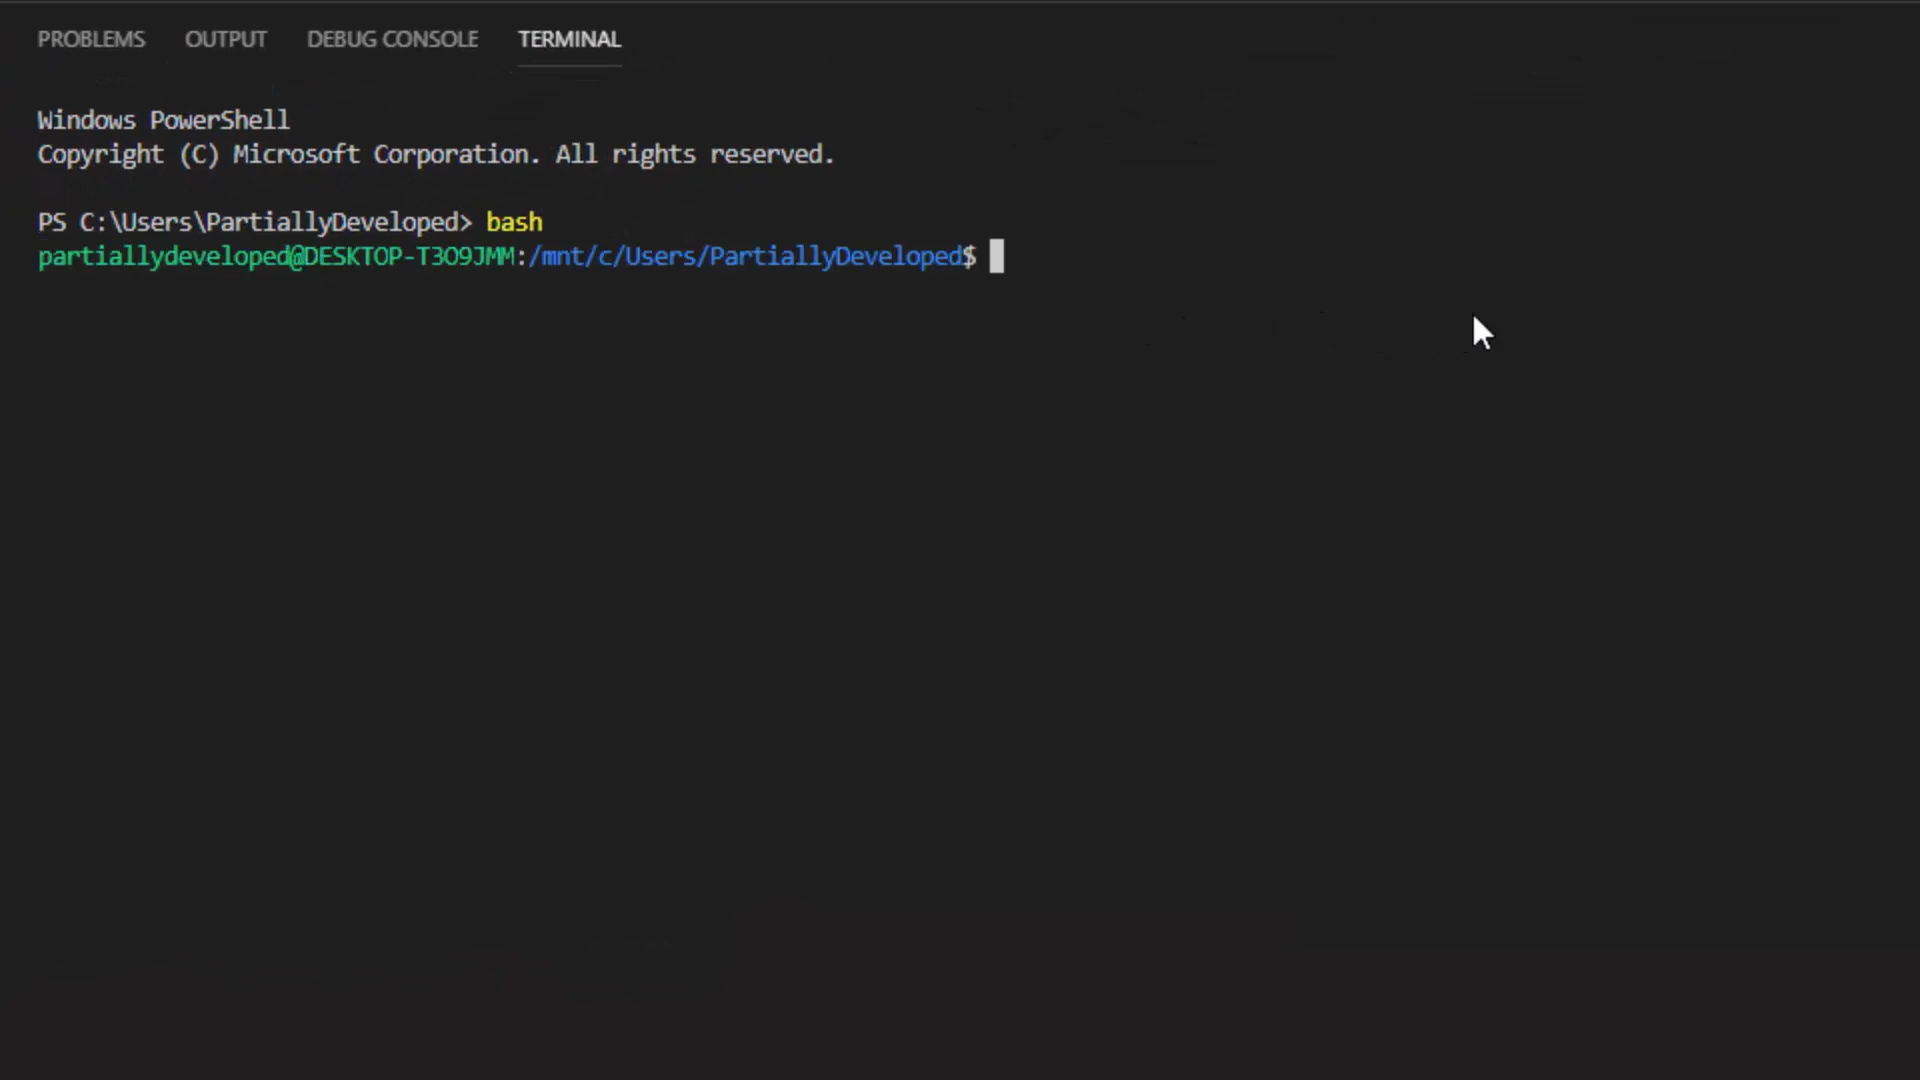 PROBLEMS OUTPUT DEBUG CONSOLE TERMINAL
Windows PowerShell
Copyright (C) Microsoft Corporation. All rights reserved.
PS C:\Users\PartiallyDeveloped> bash
partiallydeveloped@DESKTOP-T3O9JMM:/mnt/c/Users/PartiallyDeveloped$